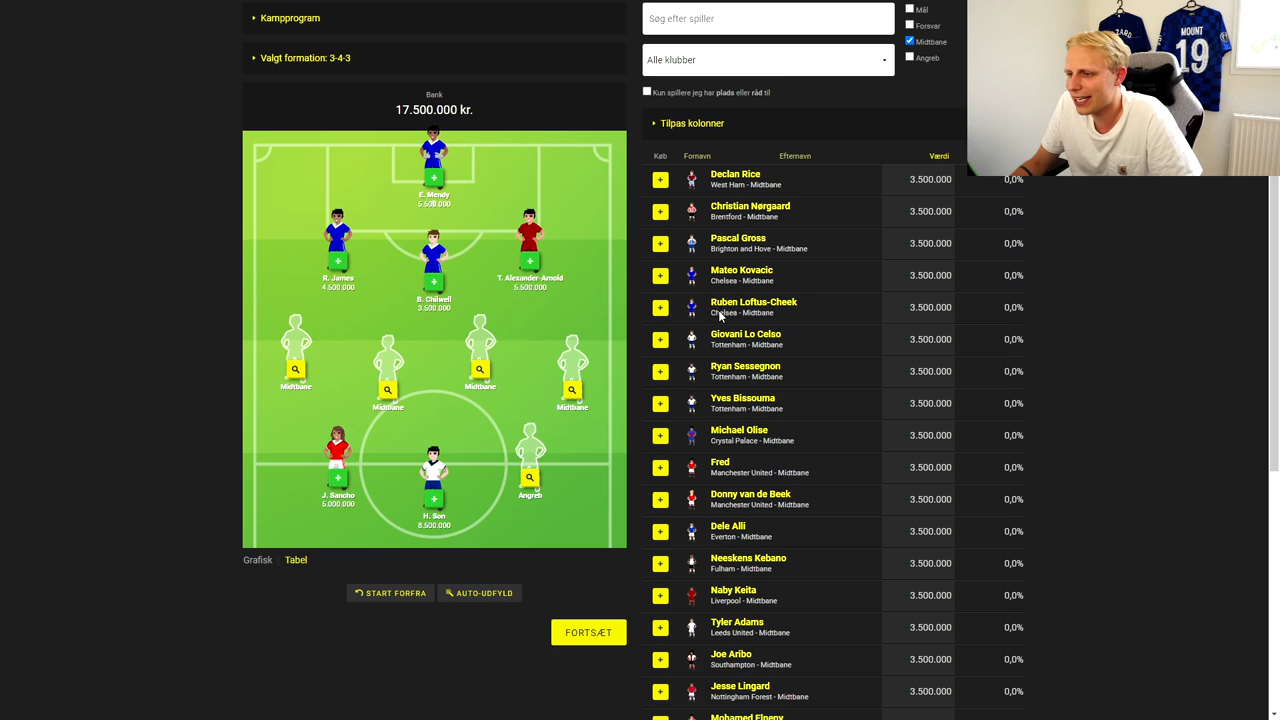 Kampprogram
Valgt formation: 3-4-3
Bank
17.500.000 kr.
E. Mendy
5.500.000
R. James
4.500.000
B. Chilwell
3.500.000
T. Alexander-Arnold
5.500.000
Midtbane
Midtbane
Midtbane
Midtbane
J. Sancho
5.000.000
H. Son
8.500.000
Angreb
Grafisk
Tabel
START FORFRA
AUTO-UDFYLD
FORTSÆT
Søg efter spiller
Alle klubber
Mål
Forsvar
Midtbane
Angreb
Kun spillere jeg har plads eller råd til
Tilpas kolonner
Køb Fornavn Efternavn Værdi
Declan Rice
West Ham - Midtbane
3.500.000 0,0%
Christian Nørgaard
Brentford - Midtbane
3.500.000 0,0%
Pascal Gross
Brighton and Hove - Midtbane
3.500.000 0,0%
Mateo Kovacic
Chelsea - Midtbane
3.500.000 0,0%
Ruben Loftus-Cheek
Chelsea - Midtbane
3.500.000 0,0%
Giovani Lo Celso
Tottenham - Midtbane
3.500.000 0,0%
Ryan Sessegnon
Tottenham - Midtbane
3.500.000 0,0%
Yves Bissouma
Tottenham - Midtbane
3.500.000 0,0%
Michael Olise
Crystal Palace - Midtbane
3.500.000 0,0%
Fred
Manchester United - Midtbane
3.500.000 0,0%
Donny van de Beek
Manchester United - Midtbane
3.500.000 0,0%
Dele Alli
Everton - Midtbane
3.500.000 0,0%
Neeskens Kebano
Fulham - Midtbane
3.500.000 0,0%
Naby Keita
Liverpool - Midtbane
3.500.000 0,0%
Tyler Adams
Leeds United - Midtbane
3.500.000 0,0%
Joe Aribo
Southampton - Midtbane
3.500.000 0,0%
Jesse Lingard
Nottingham Forest - Midtbane
3.500.000 0,0%
Mohamed Elneny
MOUNT
19